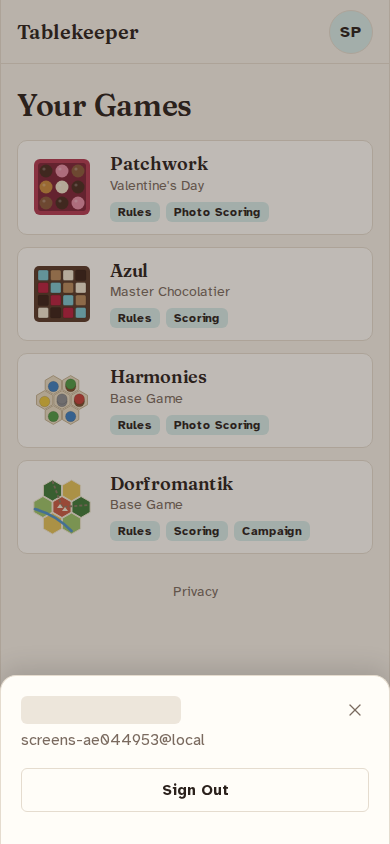 Tablekeeper
SP
Your Games
Patchwork
Valentine's Day
Rules Photo Scoring
Azul
Master Chocolatier
Rules Scoring
Harmonies
Base Game
Rules Photo Scoring
Dorfromantik
Base Game
Rules Scoring Campaign
Privacy
screens-ae044953@local
Sign Out